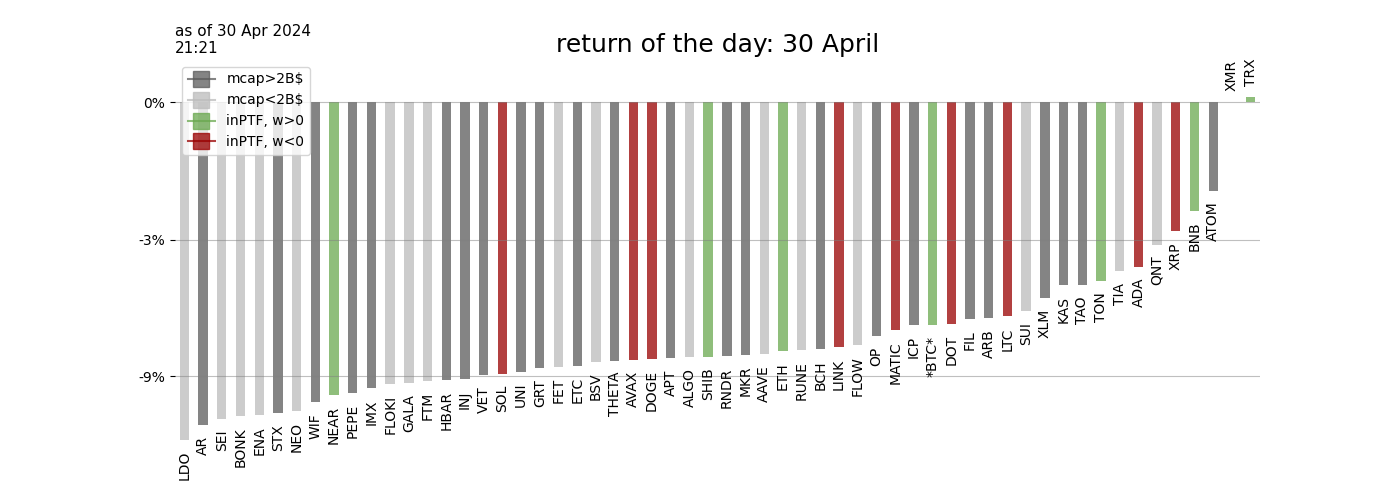 as of 30 Apr 2024
21:21
return of the day: 30 April
mcap>2B$
mcap<2B$
inPTF, w>0
inPTF, w<0
0%
-3%
-9%
LDO
AR
SEI
BONK
ENA
STX
NEO
WIF
NEAR
PEPE
IMX
FLOKI
GALA
FTM
HBAR
INJ
VET
SOL
UNI
GRT
FET
ETC
BSV
THETA
AVAX
DOGE
APT
ALGO
SHIB
RNDR
MKR
AAVE
ETH
RUNE
BCH
LINK
FLOW
OP
MATIC
ICP
*BTC*
DOT
FIL
ARB
LTC
SUI
XLM
KAS
TAO
TON
TIA
ADA
QNT
XRP
BNB
ATOM
XMR
TRX